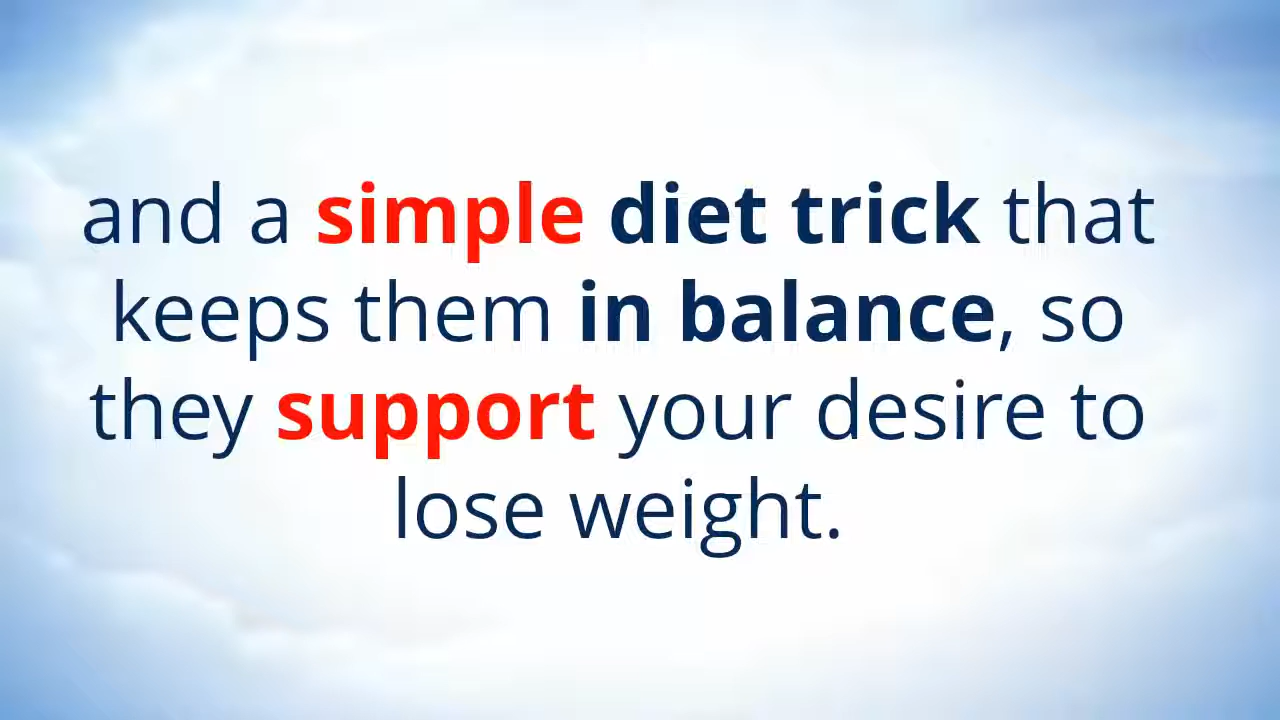 and a simple diet trick that
keeps them in balance, so
they support your desire to
lose weight.